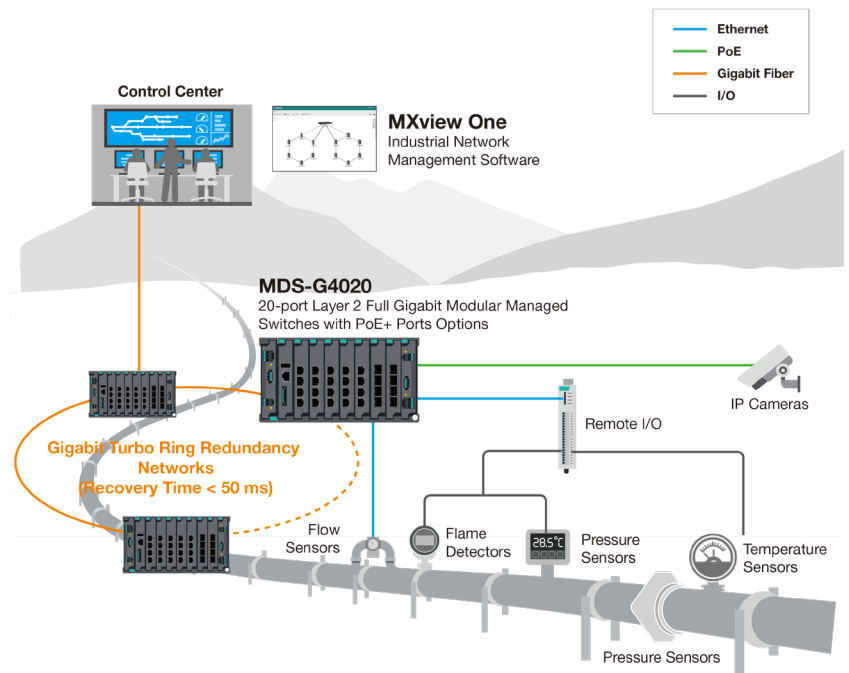 Ethernet
PoE
Gigabit Fiber
I/O
Control Center
MXview One
Industrial Network
Management Software
MDS-G4020
20-port Layer 2 Full Gigabit Modular Managed
Switches with PoE+ Ports Options
IP Cameras
Remote I/O
Gigabit Turbo Ring Redundancy
Networks
(Recovery Time < 50 ms)
Flow
Sensors
Flame
Detectors
28.5°C
Pressure
Sensors
Temperature
Sensors
Pressure Sensors